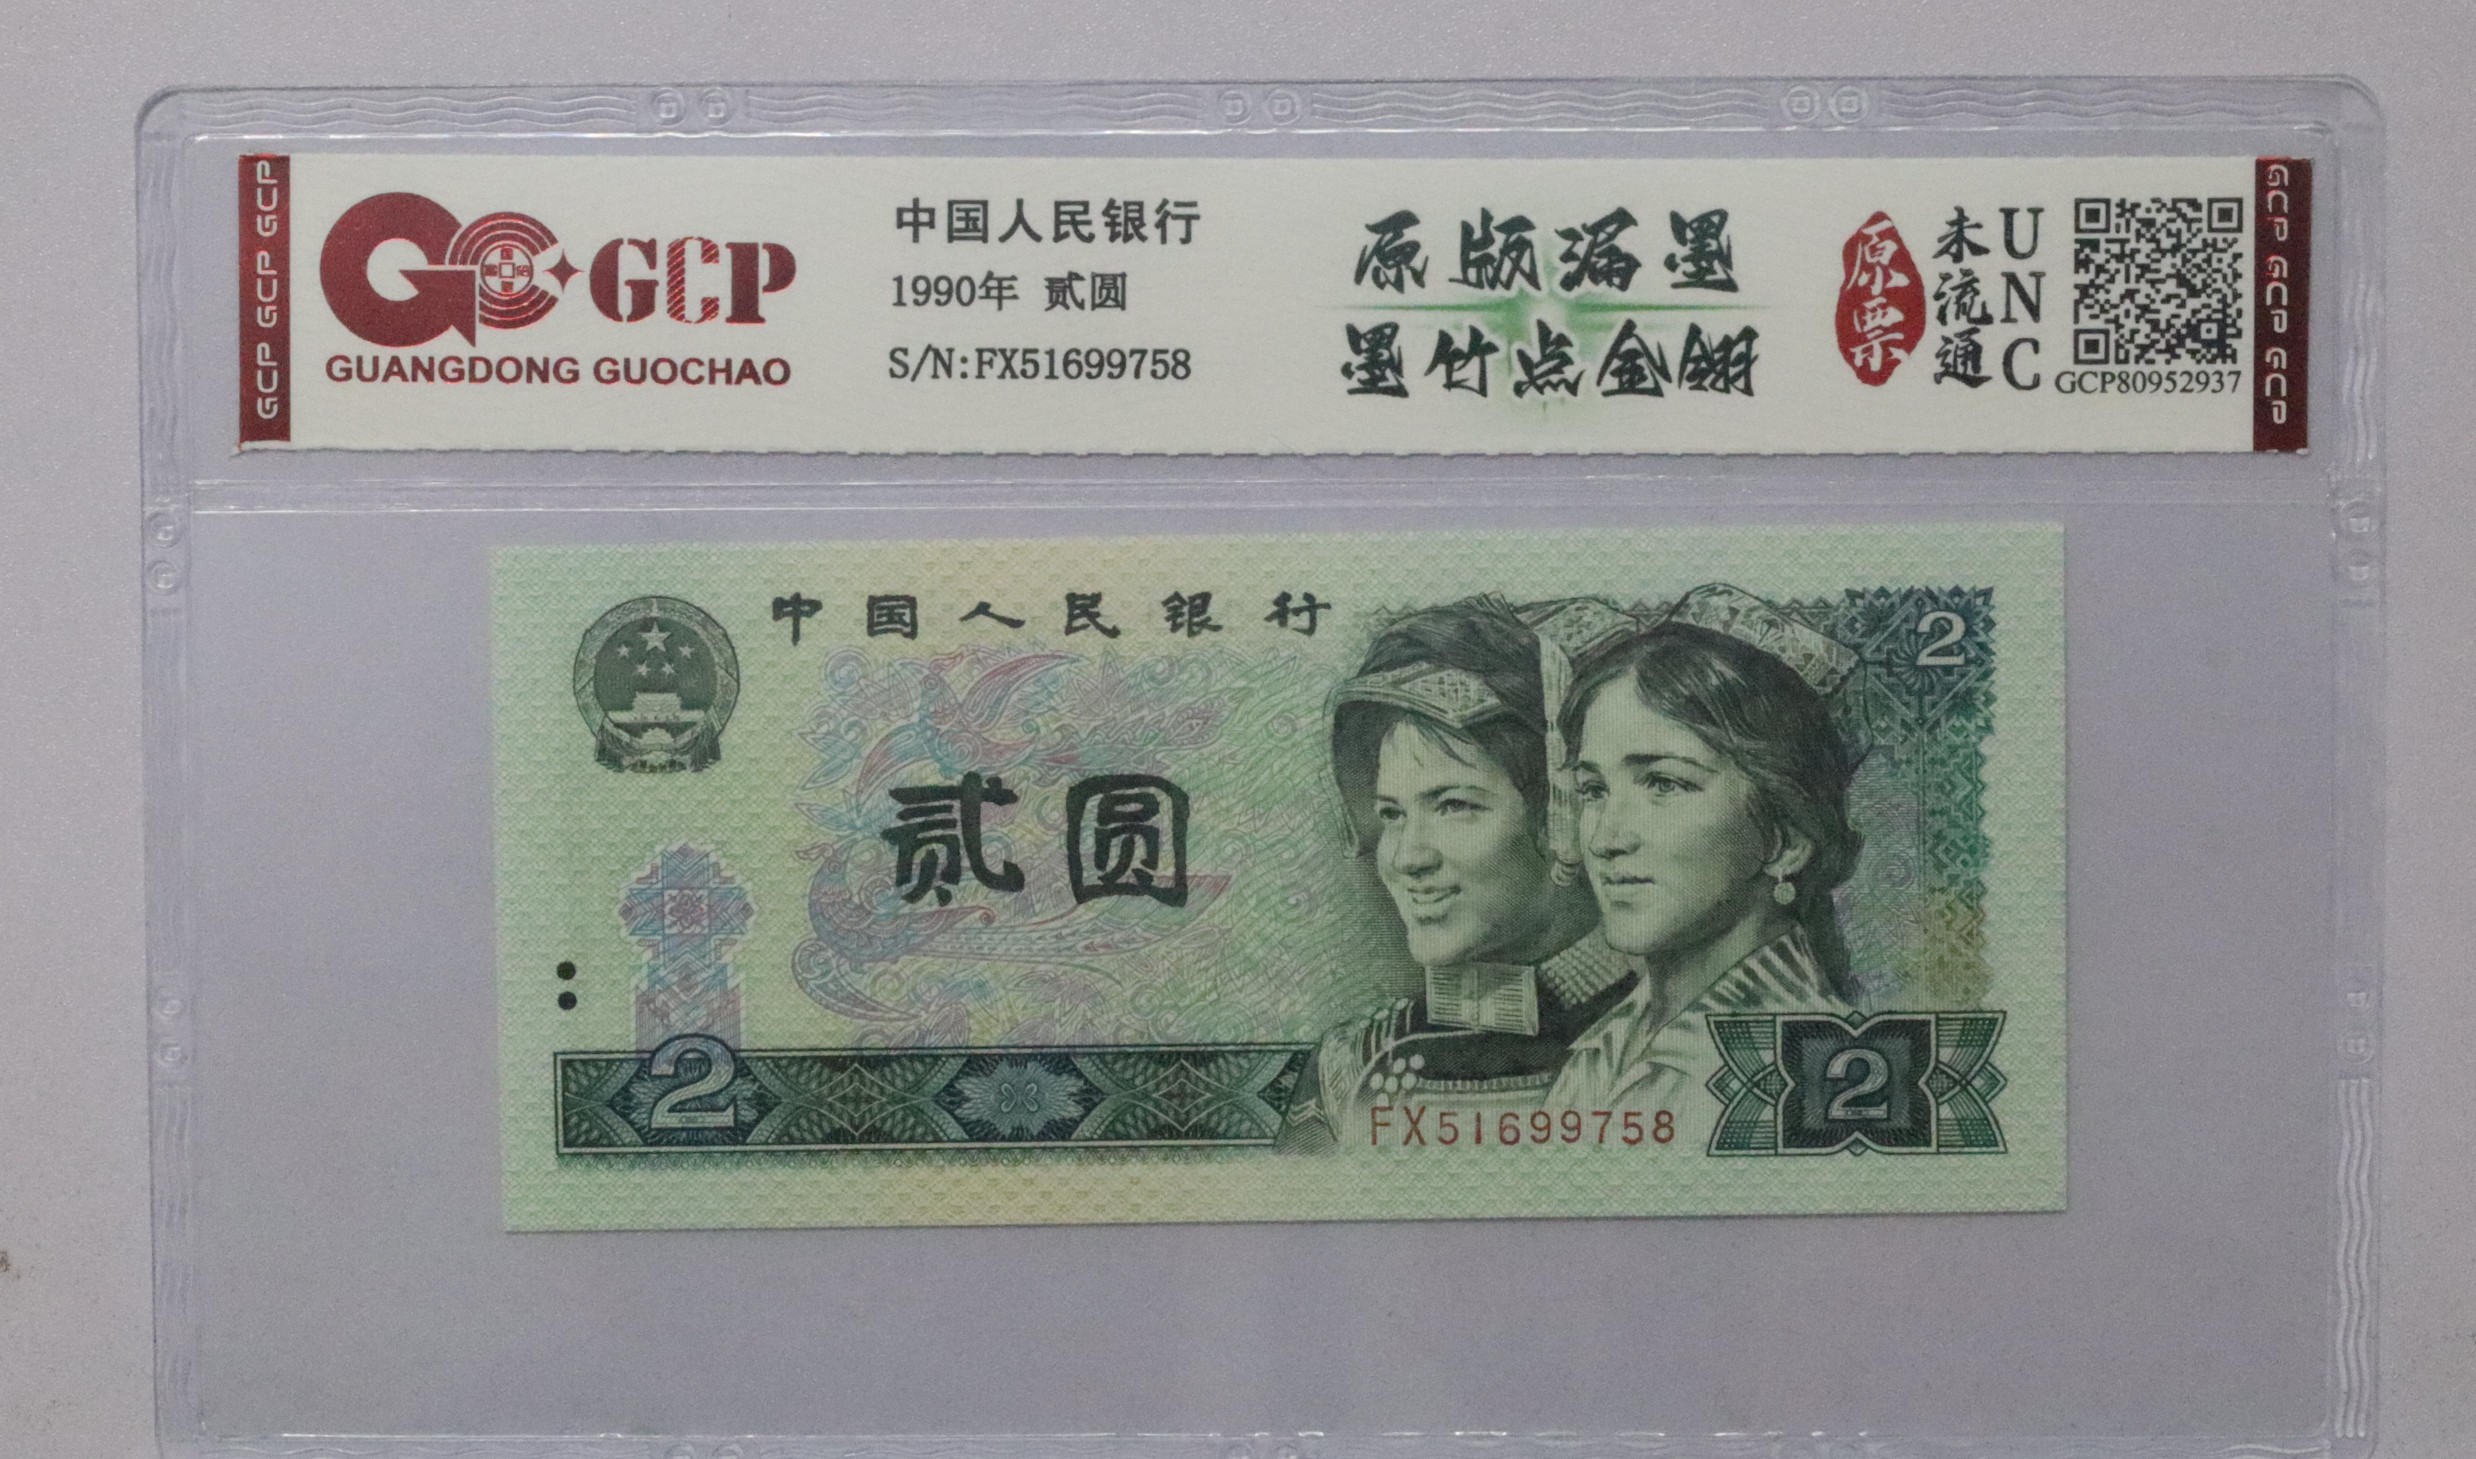 GCP GCP GCP
GCP
GUANGDONG GUOCHAO
中国人民银行
1990年 贰圆
S/N:FX51699758
原版漏墨
墨竹点金翎
原票
未流通
UNC
GCP80952937
GCP GCP GCP
中国人民银行
2
贰圆
2
FX51699758
2